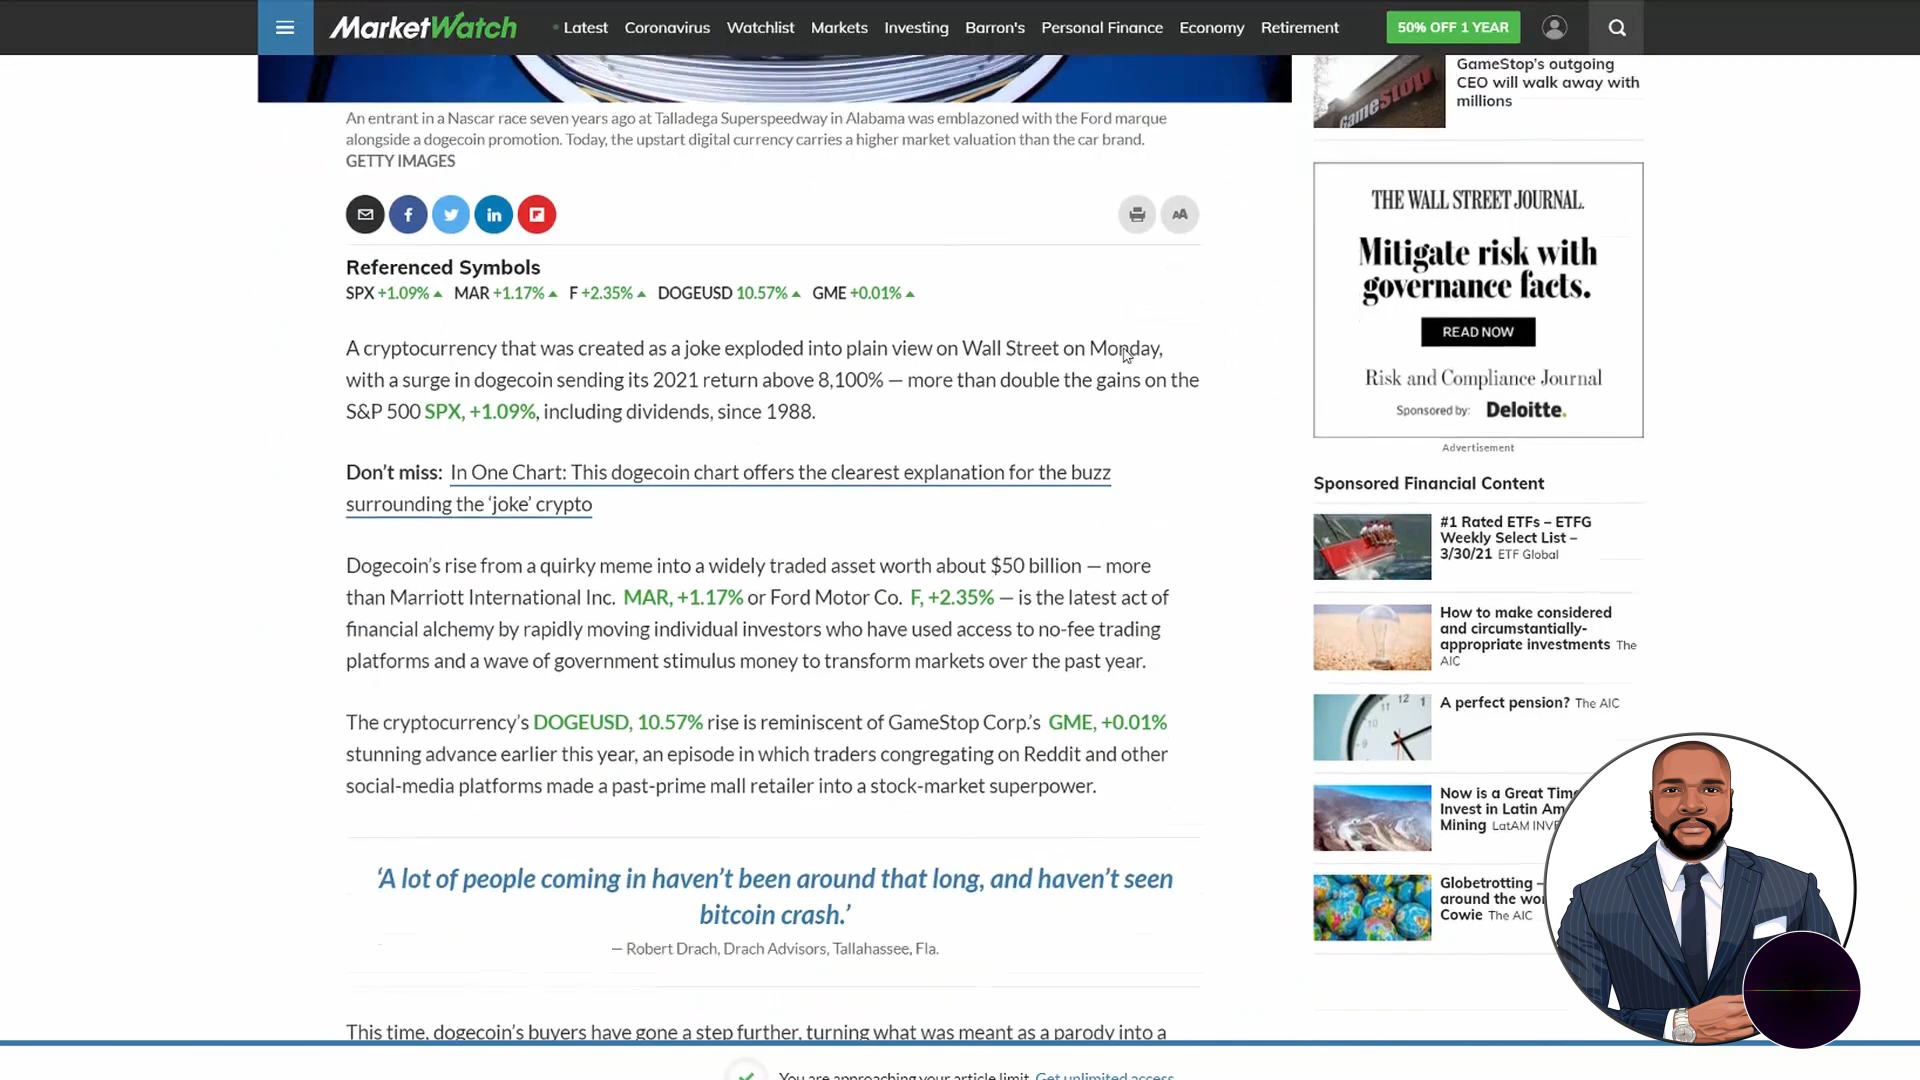 MarketWatch
Latest Coronavirus Watchlist Markets Investing Barron's Personal Finance Economy Retirement
50% OFF 1 YEAR
An entrant in a Nascar race seven years ago at Talladega Superspeedway in Alabama was emblazoned with the Ford marque
alongside a dogecoin promotion. Today, the upstart digital currency carries a higher market valuation than the car brand.
GETTY IMAGES
AA
Referenced Symbols
SPX +1.09% MAR +1.17% F +2.35% DOGEUSD 10.57% GME +0.01%
A cryptocurrency that was created as a joke exploded into plain view on Wall Street on Monday,
with a surge in dogecoin sending its 2021 return above 8,100% — more than double the gains on the
S&P 500 SPX, +1.09%, including dividends, since 1988.
Don’t miss: In One Chart: This dogecoin chart offers the clearest explanation for the buzz
surrounding the ‘joke’ crypto
Dogecoin’s rise from a quirky meme into a widely traded asset worth about $50 billion — more
than Marriott International Inc. MAR, +1.17% or Ford Motor Co. F, +2.35% — is the latest act of
financial alchemy by rapidly moving individual investors who have used access to no-fee trading
platforms and a wave of government stimulus money to transform markets over the past year.
The cryptocurrency’s DOGEUSD, 10.57% rise is reminiscent of GameStop Corp.’s GME, +0.01%
stunning advance earlier this year, an episode in which traders congregating on Reddit and other
social-media platforms made a past-prime mall retailer into a stock-market superpower.
‘A lot of people coming in haven’t been around that long, and haven’t seen
bitcoin crash.’
— Robert Drach, Drach Advisors, Tallahassee, Fla.
This time, dogecoin’s buyers have gone a step further, turning what was meant as a parody into a
You are approaching your article limit. Get unlimited access
GameStop
GameStop’s outgoing
CEO will walk away with
millions
THE WALL STREET JOURNAL.
Mitigate risk with
governance facts.
READ NOW
Risk and Compliance Journal
Sponsored by: Deloitte.
Advertisement
Sponsored Financial Content
#1 Rated ETFs – ETFG
Weekly Select List –
3/30/21 ETF Global
How to make considered
and circumstantially-
appropriate investments The
AIC
A perfect pension? The AIC
Now is a Great Time
Invest in Latin Am
Mining LatAM INVE
Globetrotting –
around the wo
Cowie The AIC